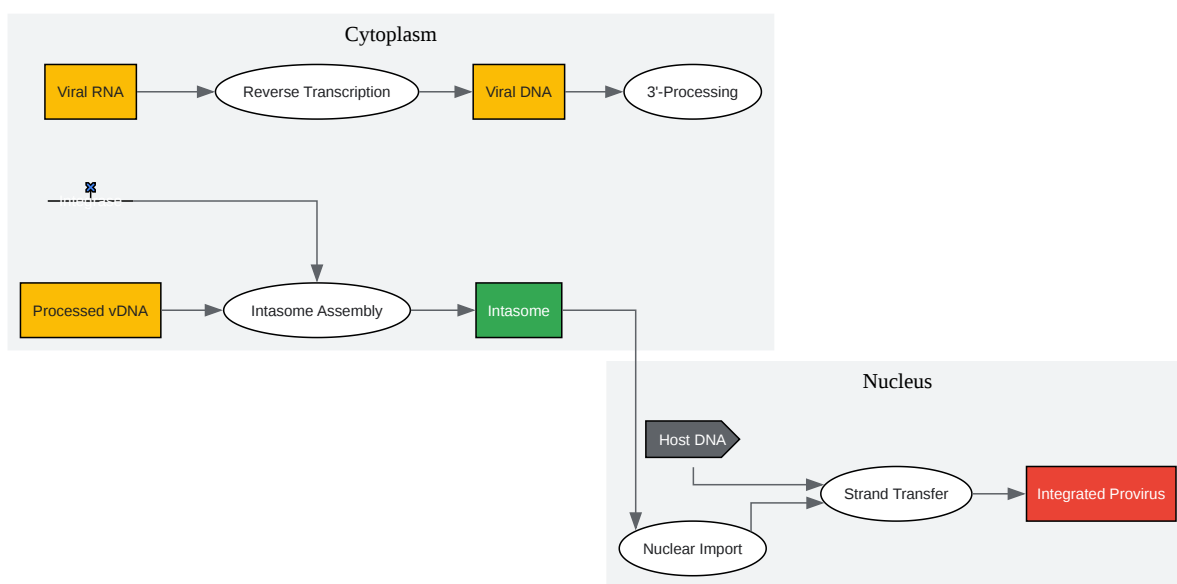 Cytoplasm
Viral RNA
Reverse Transcription
Viral DNA
3'-Processing
Integrase
Processed vDNA
Intasome Assembly
Intasome
Nucleus
Host DNA
Strand Transfer
Integrated Provirus
Nuclear Import